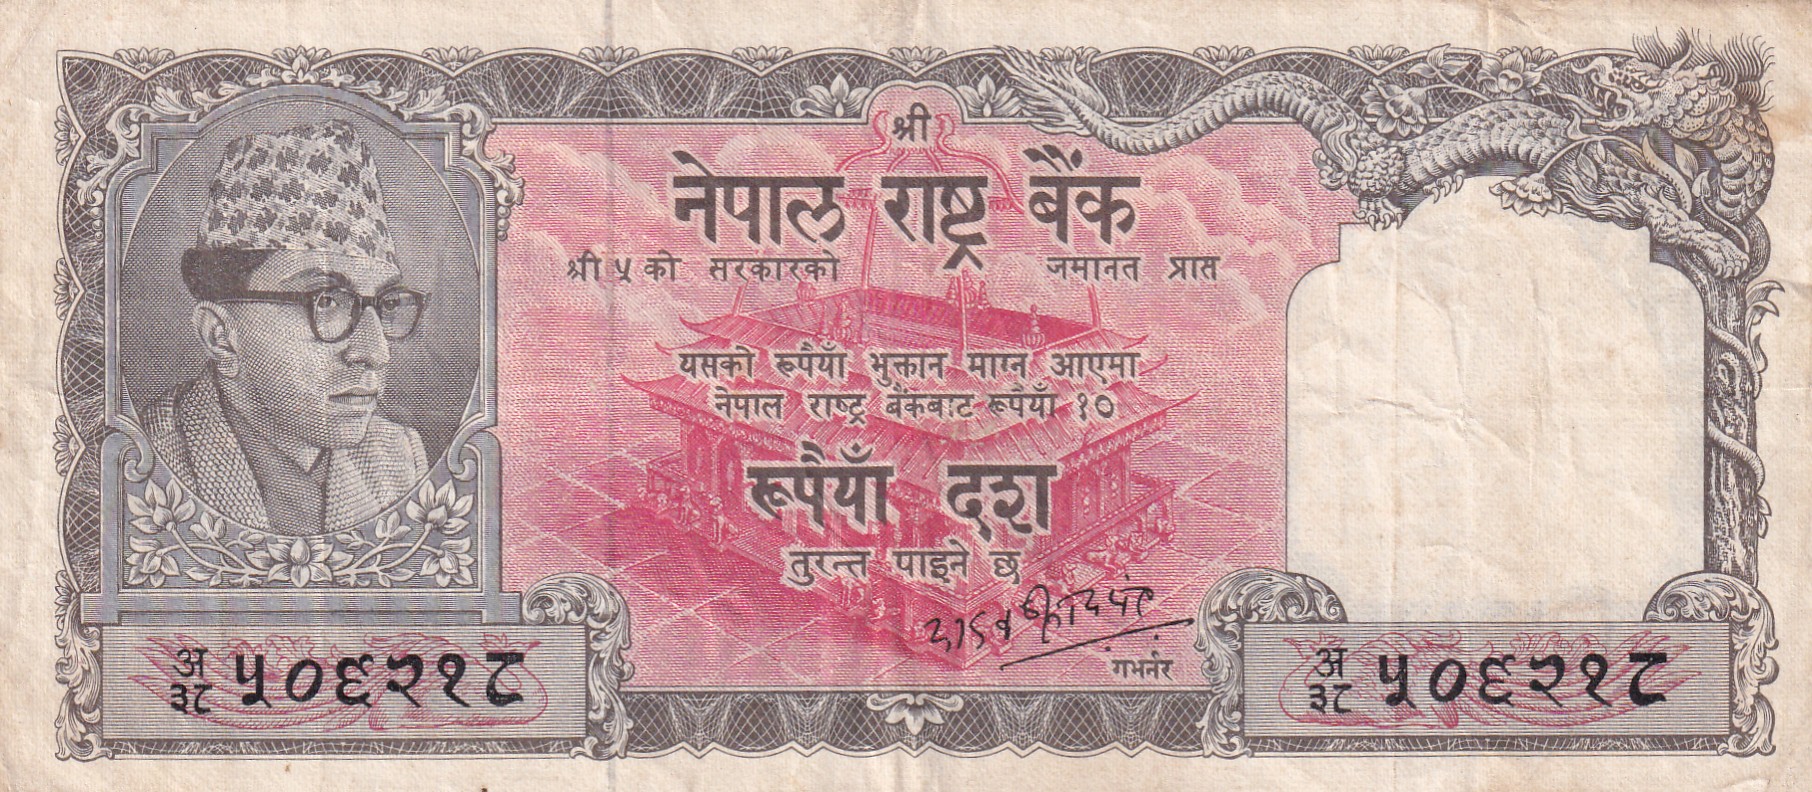 श्री
नेपाल राष्ट्र बैंक
श्री ५ को सरकारको जमानत प्राप्त
यसको रूपैयाँ भुक्तान माग्न आएमा
नेपाल राष्ट्र बैंकबाट रूपैयाँ १०
रूपैयाँ दश
तुरन्त पाइने छ
गभर्नर
अ/३८ ५०६२१८
अ/३८ ५०६२१८